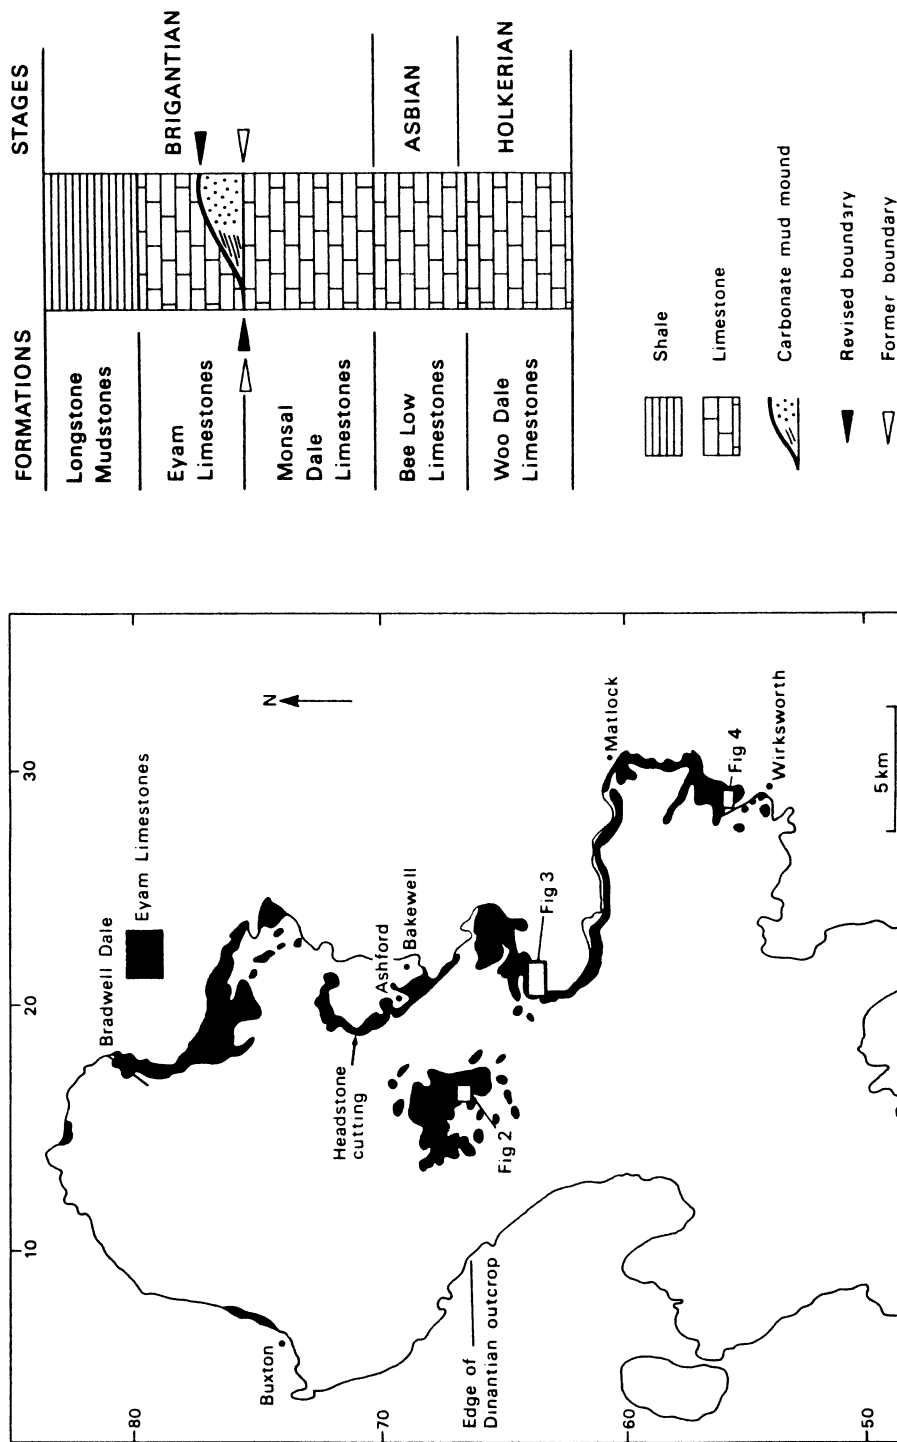 FORMATIONS
STAGES
Longstone
Mudstones
Eyam
Limestones
Monsal
Dale
Limestones
Bee Low
Limestones
Woo Dale
Limestones
BRIGANTIAN
ASBIAN
HOLKERIAN
Shale
Limestone
Carbonate mud mound
Revised boundary
Former boundary
10
20
30
80
70
60
50
N
Bradwell Dale
Eyam Limestones
Buxton
Headstone
cutting
Ashford
Bakewell
Fig 2
Fig 3
Matlock
Fig 4
Wirksworth
Edge of
Dinantian outcrop
5km